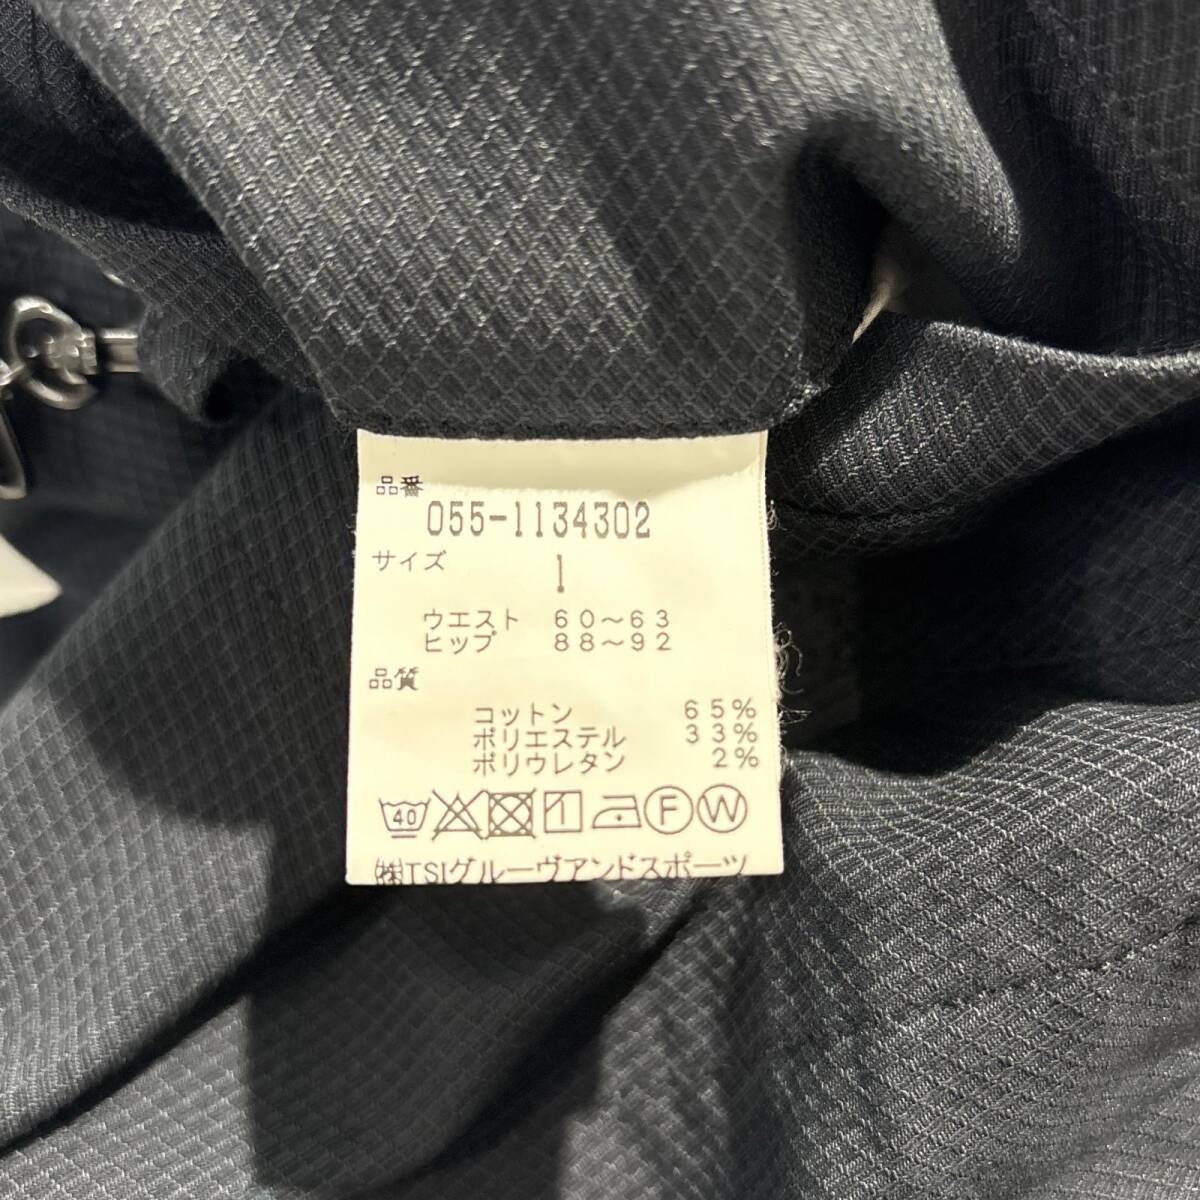 品番
055-1134302
サイズ 1
ウエスト 60～63
ヒップ 88～92
品質
コットン 65%
ポリエステル 33%
ポリウレタン 2%
40 F W
㈱TSIグルーヴアンドスポーツ